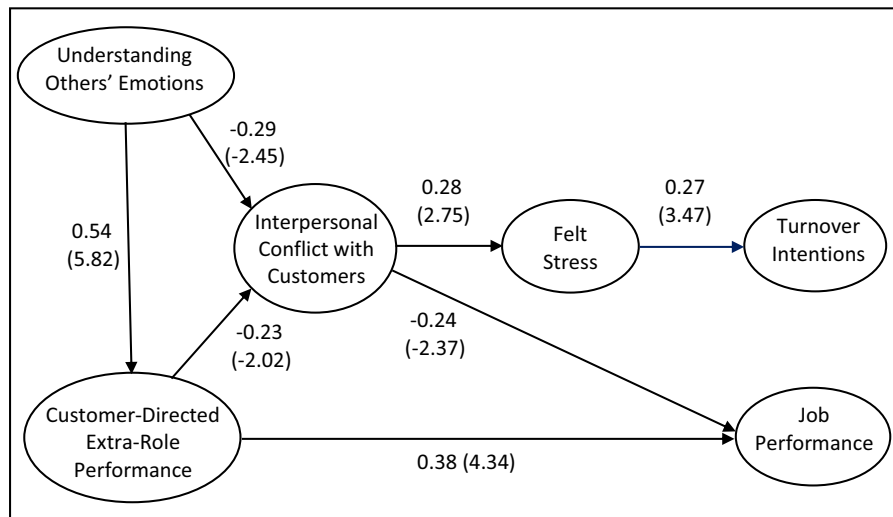 Understanding
Others’ Emotions
-0.29
(-2.45)
0.54
(5.82)
Interpersonal
Conflict with
Customers
0.28
(2.75)
Felt
Stress
0.27
(3.47)
Turnover
Intentions
-0.23
(-2.02)
-0.24
(-2.37)
Customer-Directed
Extra-Role
Performance
0.38 (4.34)
Job
Performance